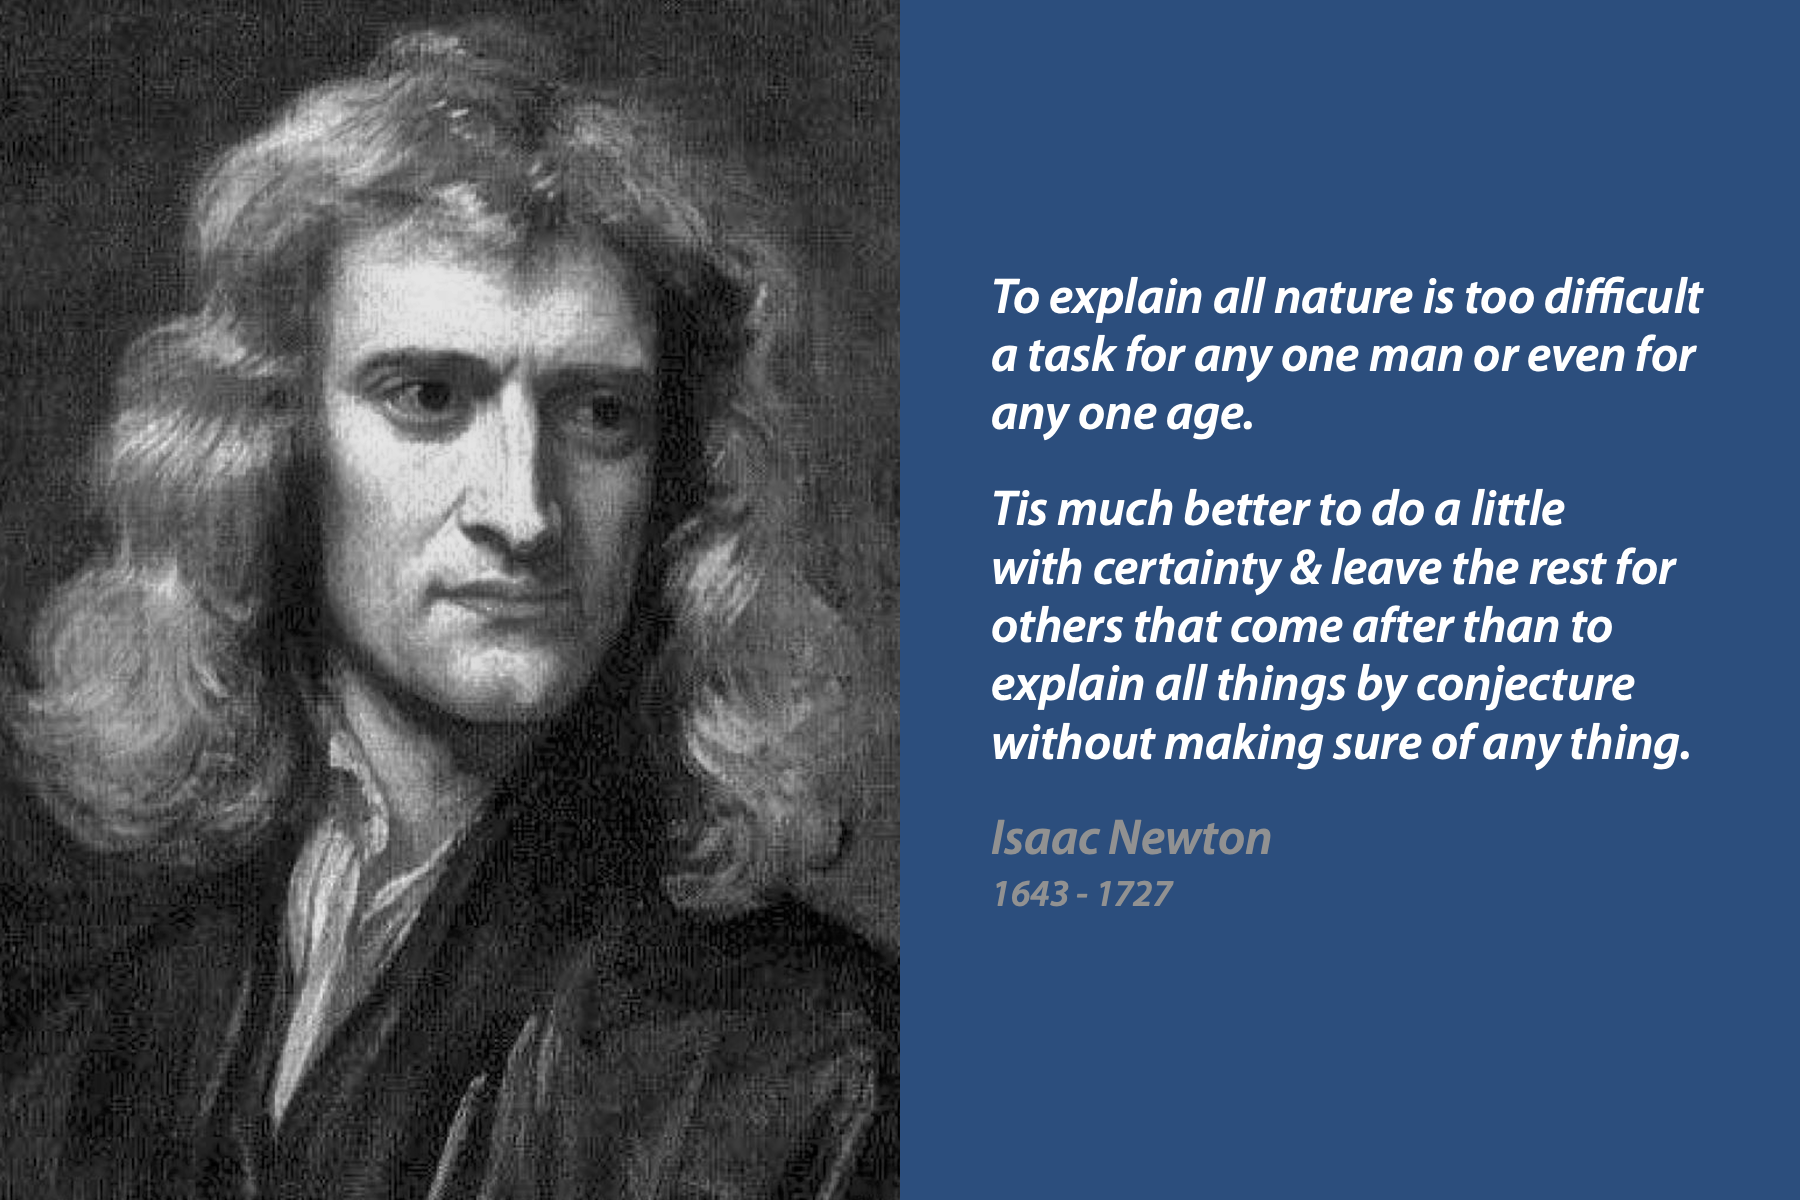 To explain all nature is too difficult
a task for any one man or even for
any one age.
Tis much better to do a little
with certainty & leave the rest for
others that come after than to
explain all things by conjecture
without making sure of any thing.
Isaac Newton
1643 - 1727